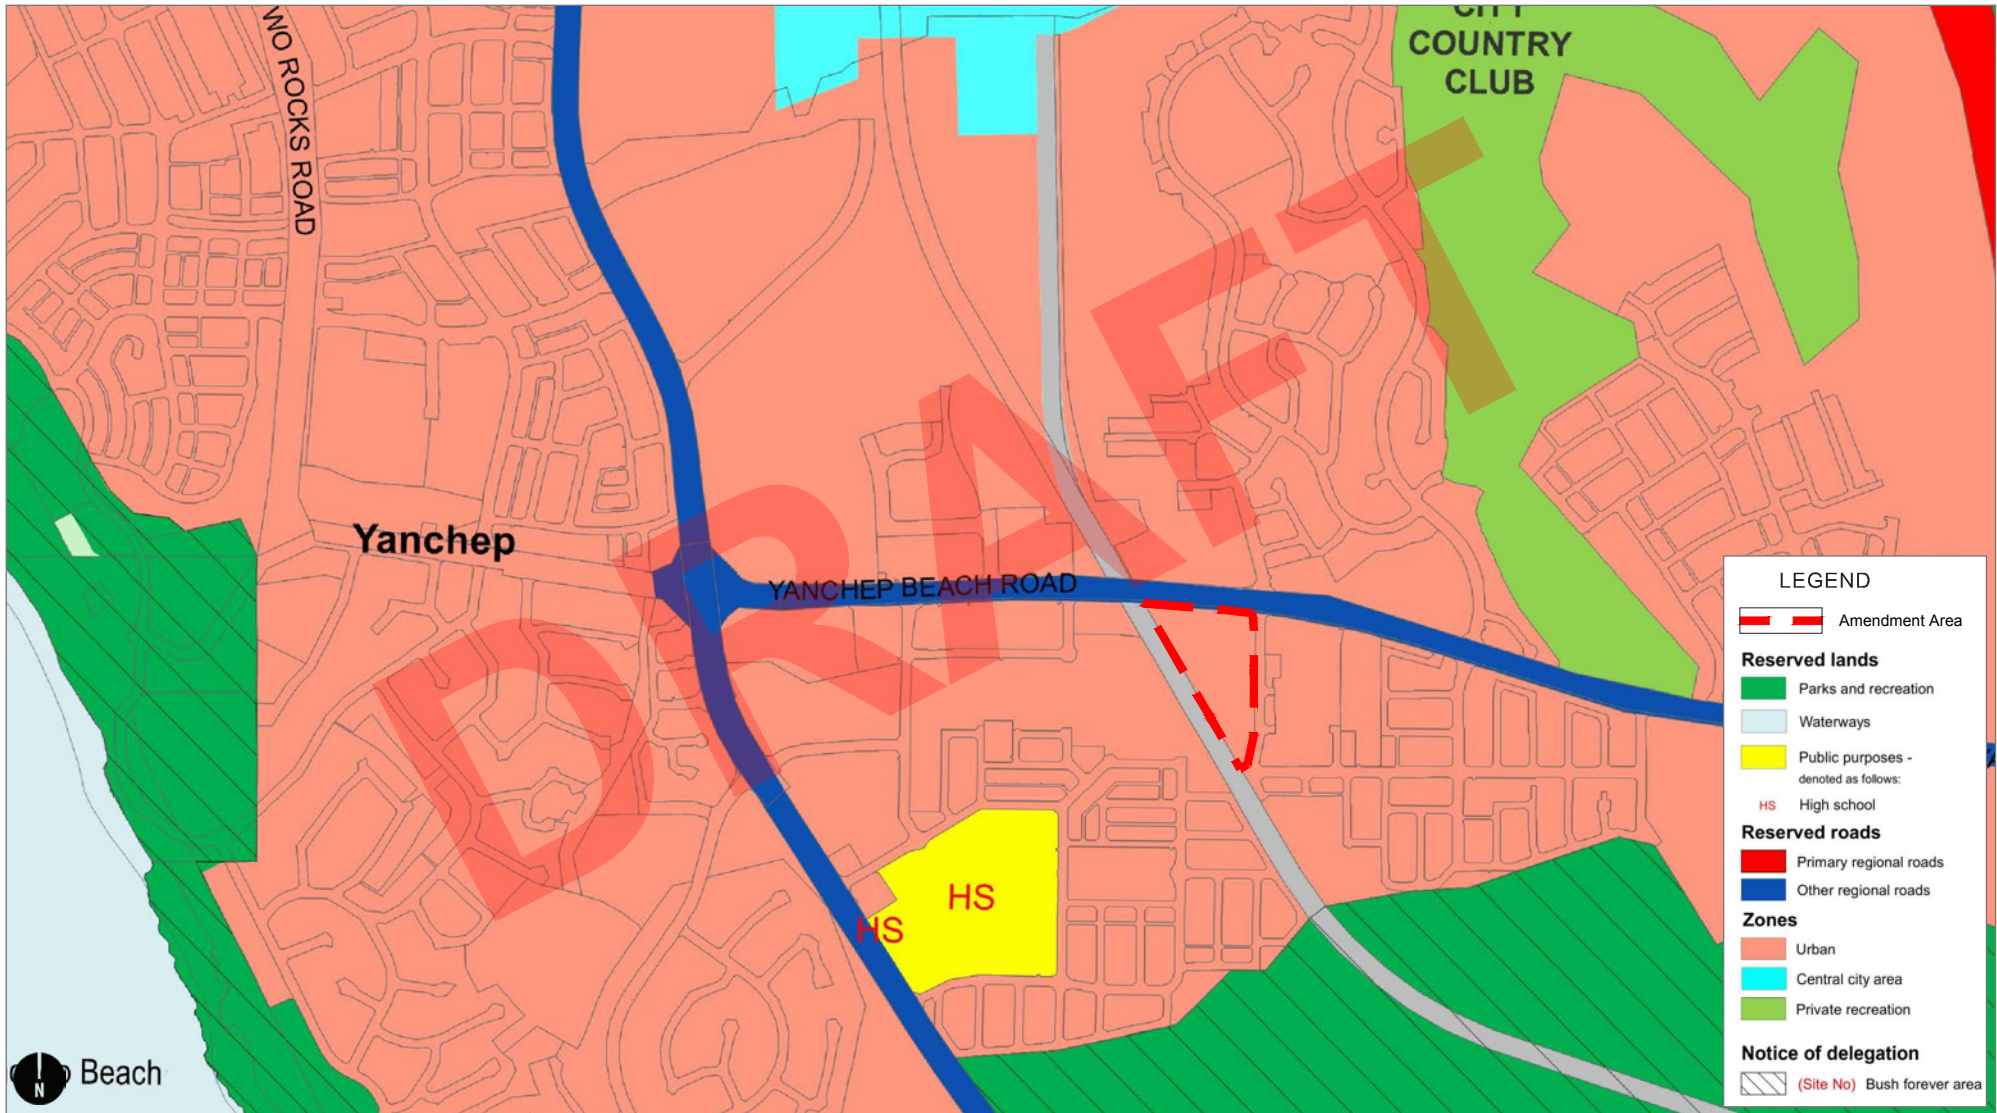 WO ROCKS ROAD
CITY
COUNTRY
CLUB
Yanchep
YANCHEP BEACH ROAD
DRAFT
HS
HS
Beach
N
LEGEND
Amendment Area
Reserved lands
Parks and recreation
Waterways
Public purposes -
denoted as follows:
HS High school
Reserved roads
Primary regional roads
Other regional roads
Zones
Urban
Central city area
Private recreation
Notice of delegation
(Site No) Bush forever area